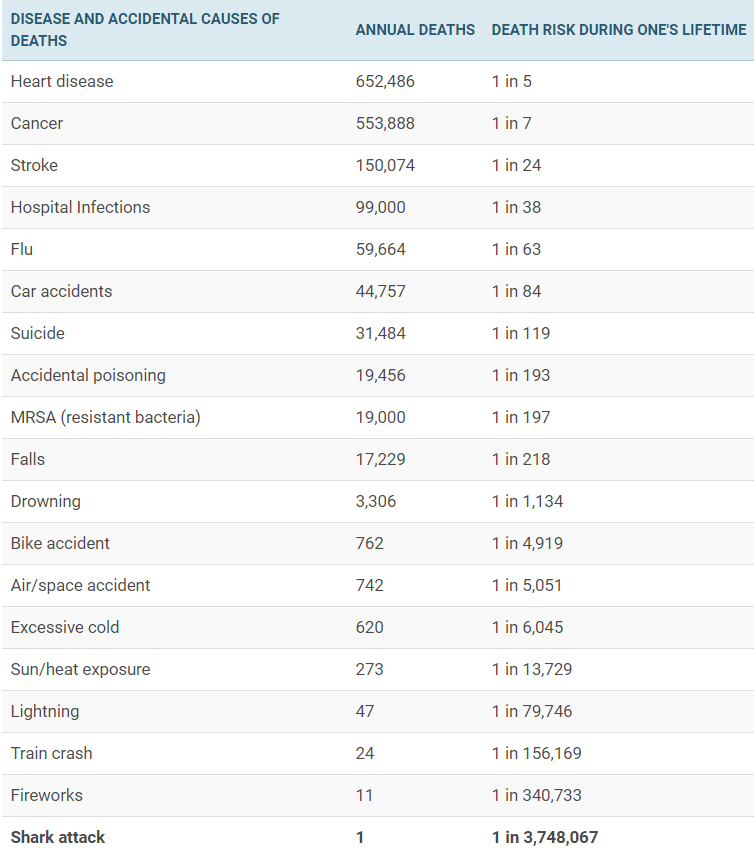 DISEASE AND ACCIDENTAL CAUSES OF
DEATHS ANNUAL DEATHS DEATH RISK DURING ONE'S LIFETIME
Heart disease 652,486 1 in 5
Cancer 553,888 1 in 7
Stroke 150,074 1 in 24
Hospital Infections 99,000 1 in 38
Flu 59,664 1 in 63
Car accidents 44,757 1 in 84
Suicide 31,484 1 in 119
Accidental poisoning 19,456 1 in 193
MRSA (resistant bacteria) 19,000 1 in 197
Falls 17,229 1 in 218
Drowning 3,306 1 in 1,134
Bike accident 762 1 in 4,919
Air/space accident 742 1 in 5,051
Excessive cold 620 1 in 6,045
Sun/heat exposure 273 1 in 13,729
Lightning 47 1 in 79,746
Train crash 24 1 in 156,169
Fireworks 11 1 in 340,733
Shark attack 1 1 in 3,748,067